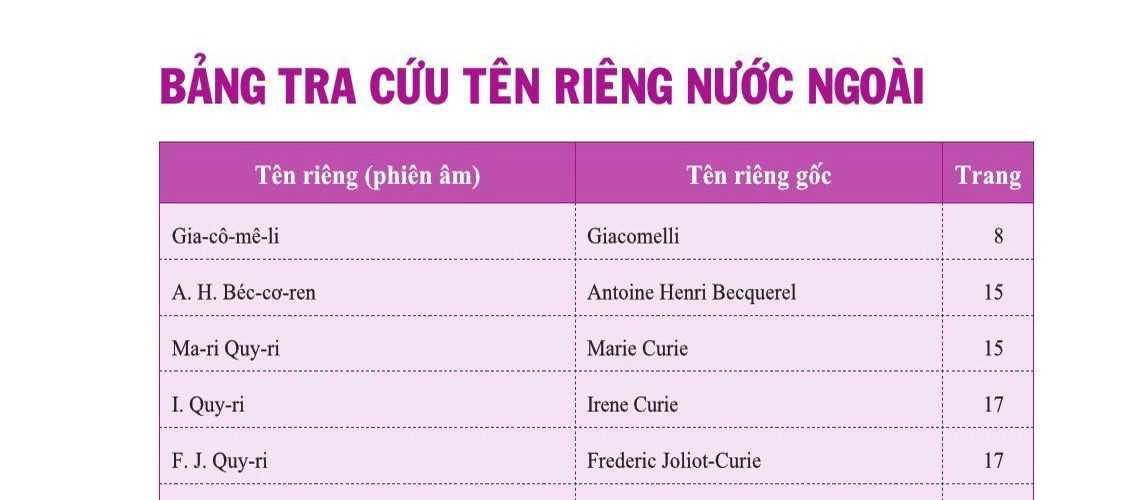 BẢNG TRA CỨU TÊN RIÊNG NƯỚC NGOÀI
Tên riêng (phiên âm) Tên riêng gốc Trang
Gia-cô-mê-li Giacomelli 8
A. H. Béc-cơ-ren Antoine Henri Becquerel 15
Ma-ri Quy-ri Marie Curie 15
I. Quy-ri Irene Curie 17
F. J. Quy-ri Frederic Joliot-Curie 17